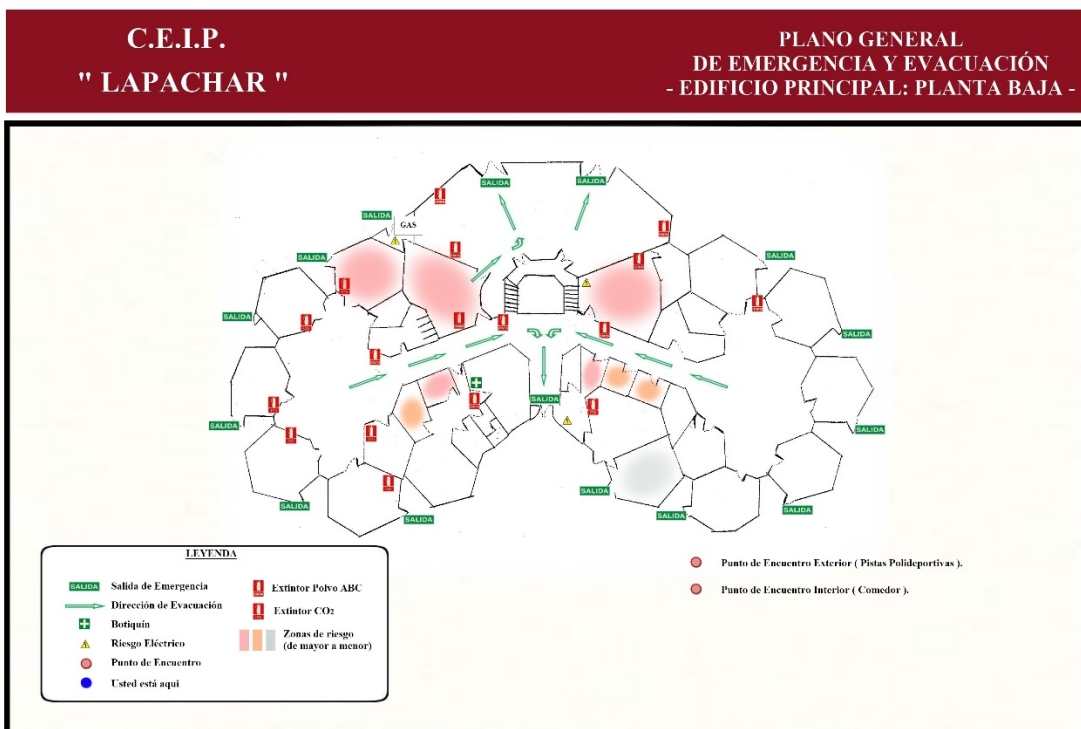 C.E.I.P.
" LAPACHAR "
PLANO GENERAL
DE EMERGENCIA Y EVACUACIÓN
- EDIFICIO PRINCIPAL: PLANTA BAJA -
SALIDA
SALIDA
SALIDA
GAS
SALIDA
SALIDA
SALIDA
SALIDA
SALIDA
SALIDA
SALIDA
SALIDA
SALIDA
SALIDA
SALIDA
SALIDA
LEYENDA
SALIDA Salida de Emergencia
Dirección de Evacuación
Botiquín
Riesgo Eléctrico
Punto de Encuentro
Usted está aquí
Extintor Polvo ABC
Extintor CO2
Zonas de riesgo
(de mayor a menor)
Punto de Encuentro Exterior ( Pistas Polideportivas ).
Punto de Encuentro Interior ( Comedor ).